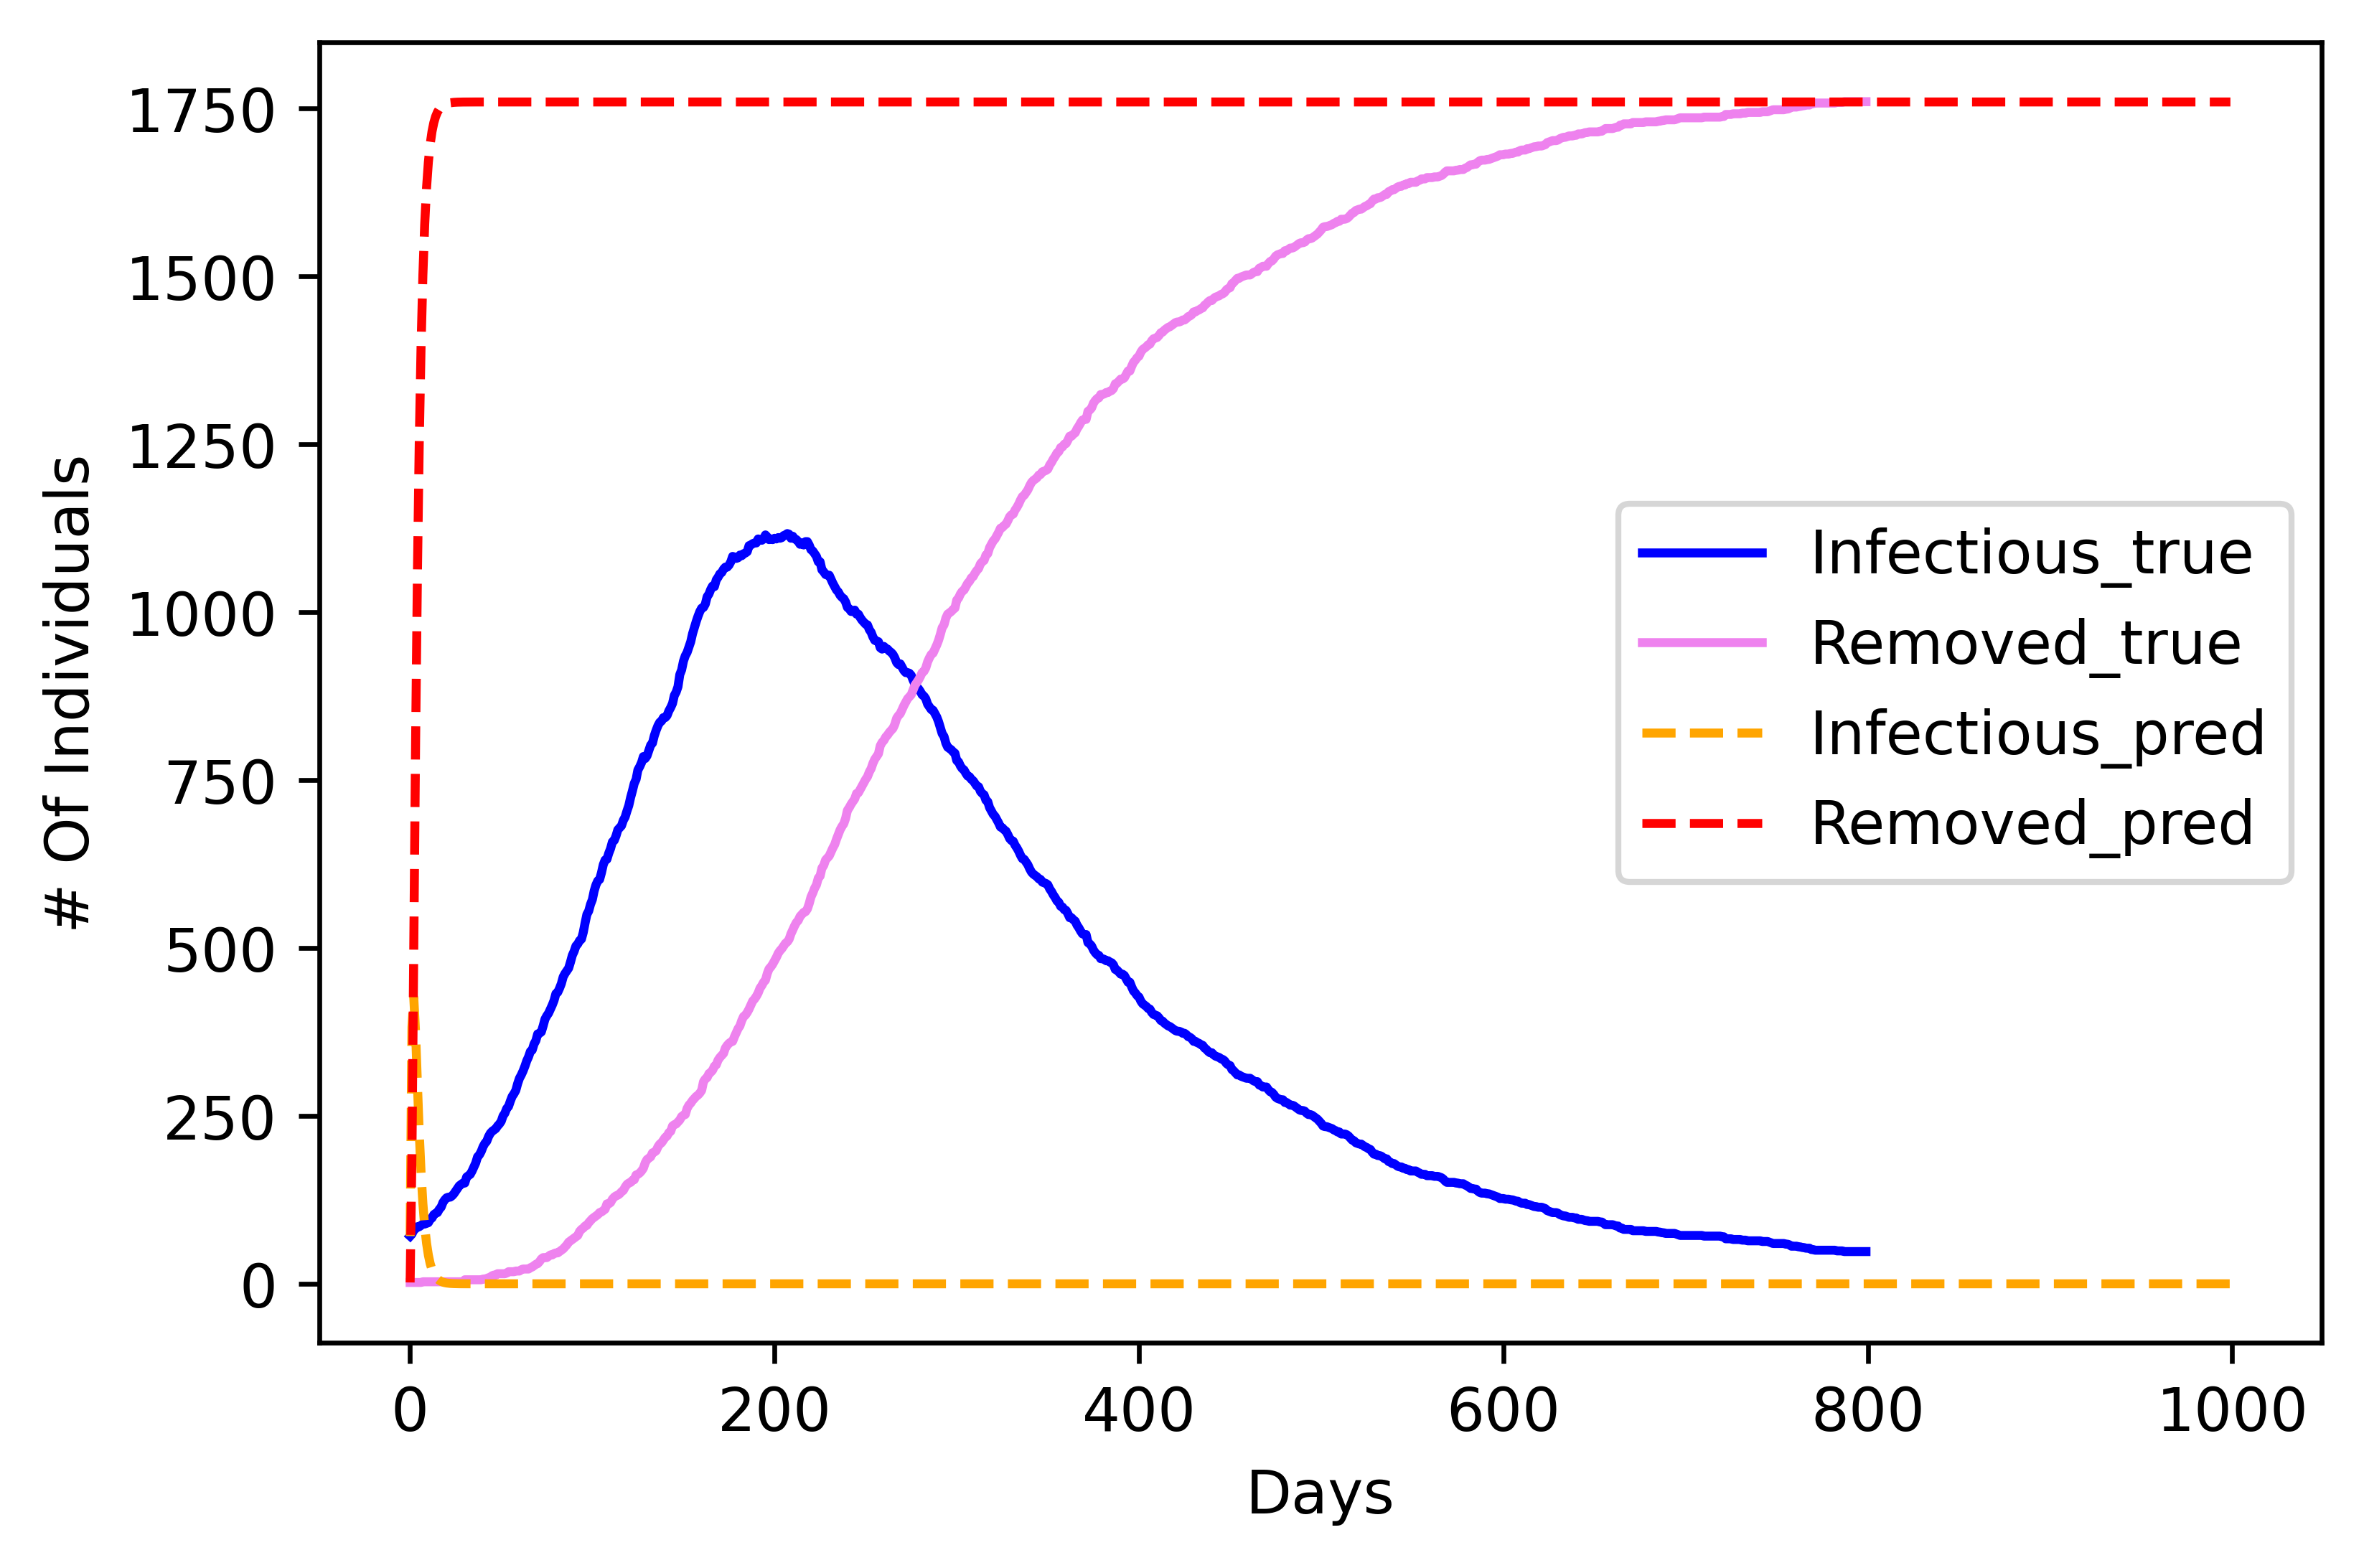 1750
1500
1250
1000
750
500
250
0
# Of Individuals
Infectious_true
Removed_true
Infectious_pred
Removed_pred
0 200 400 600 800 1000
Days